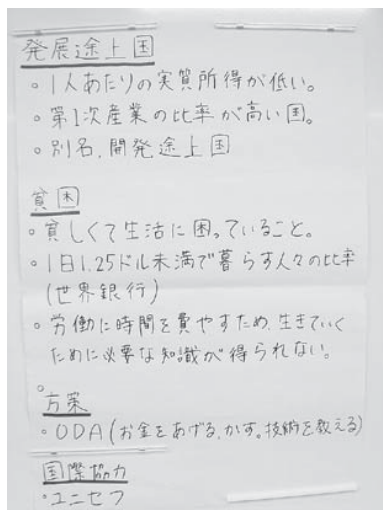 発展途上国
・1人あたりの実質所得が低い。
・第1次産業の比率が高い国。
・別名、開発途上国
貧困
・貧しくて生活に困っていること。
・1日1.25ドル未満で暮らす人々の比率
(世界銀行)
・労働に時間を費やすため、生きていく
ために必要な知識が得られない。
方策
・ODA(お金をあげる、かす。技術を教える)
国際協力
・ユニセフ